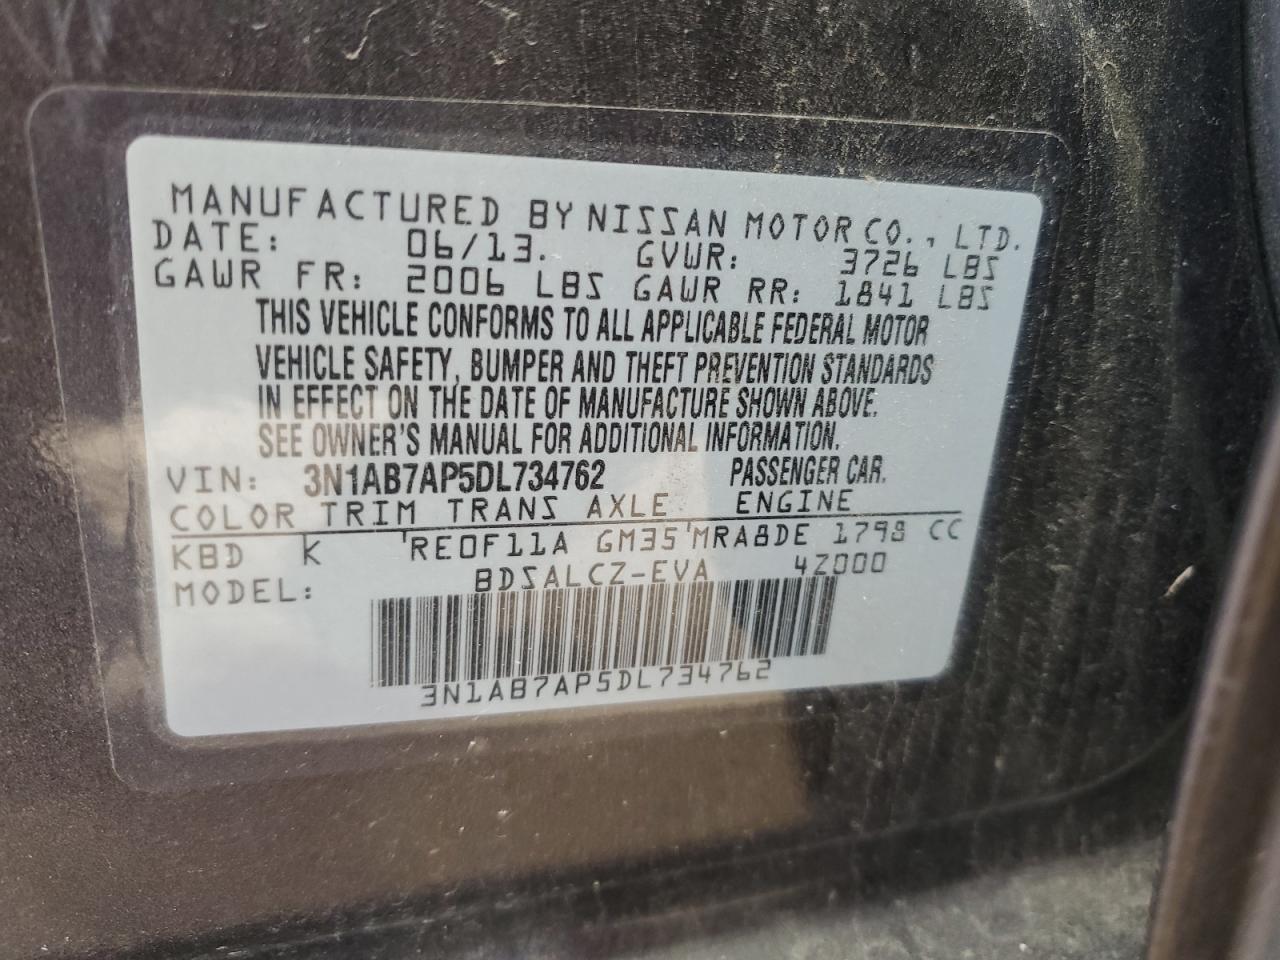 MANUFACTURED BY NISSAN MOTOR CO., LTD.
DATE: 06/13. GVWR: 3726 LBS
GAWR FR: 2006 LBS GAWR RR: 1841 LBS
THIS VEHICLE CONFORMS TO ALL APPLICABLE FEDERAL MOTOR
VEHICLE SAFETY, BUMPER AND THEFT PREVENTION STANDARDS
IN EFFECT ON THE DATE OF MANUFACTURE SHOWN ABOVE.
SEE OWNER'S MANUAL FOR ADDITIONAL INFORMATION.
VIN: 3N1AB7AP5DL734762 PASSENGER CAR.
COLOR TRIM TRANS AXLE ENGINE
KBD K 'RE0F11A GM35'MRA8DE 1798 CC
MODEL: BDSALCZ-EVA 4Z000
3N1AB7AP5DL734762